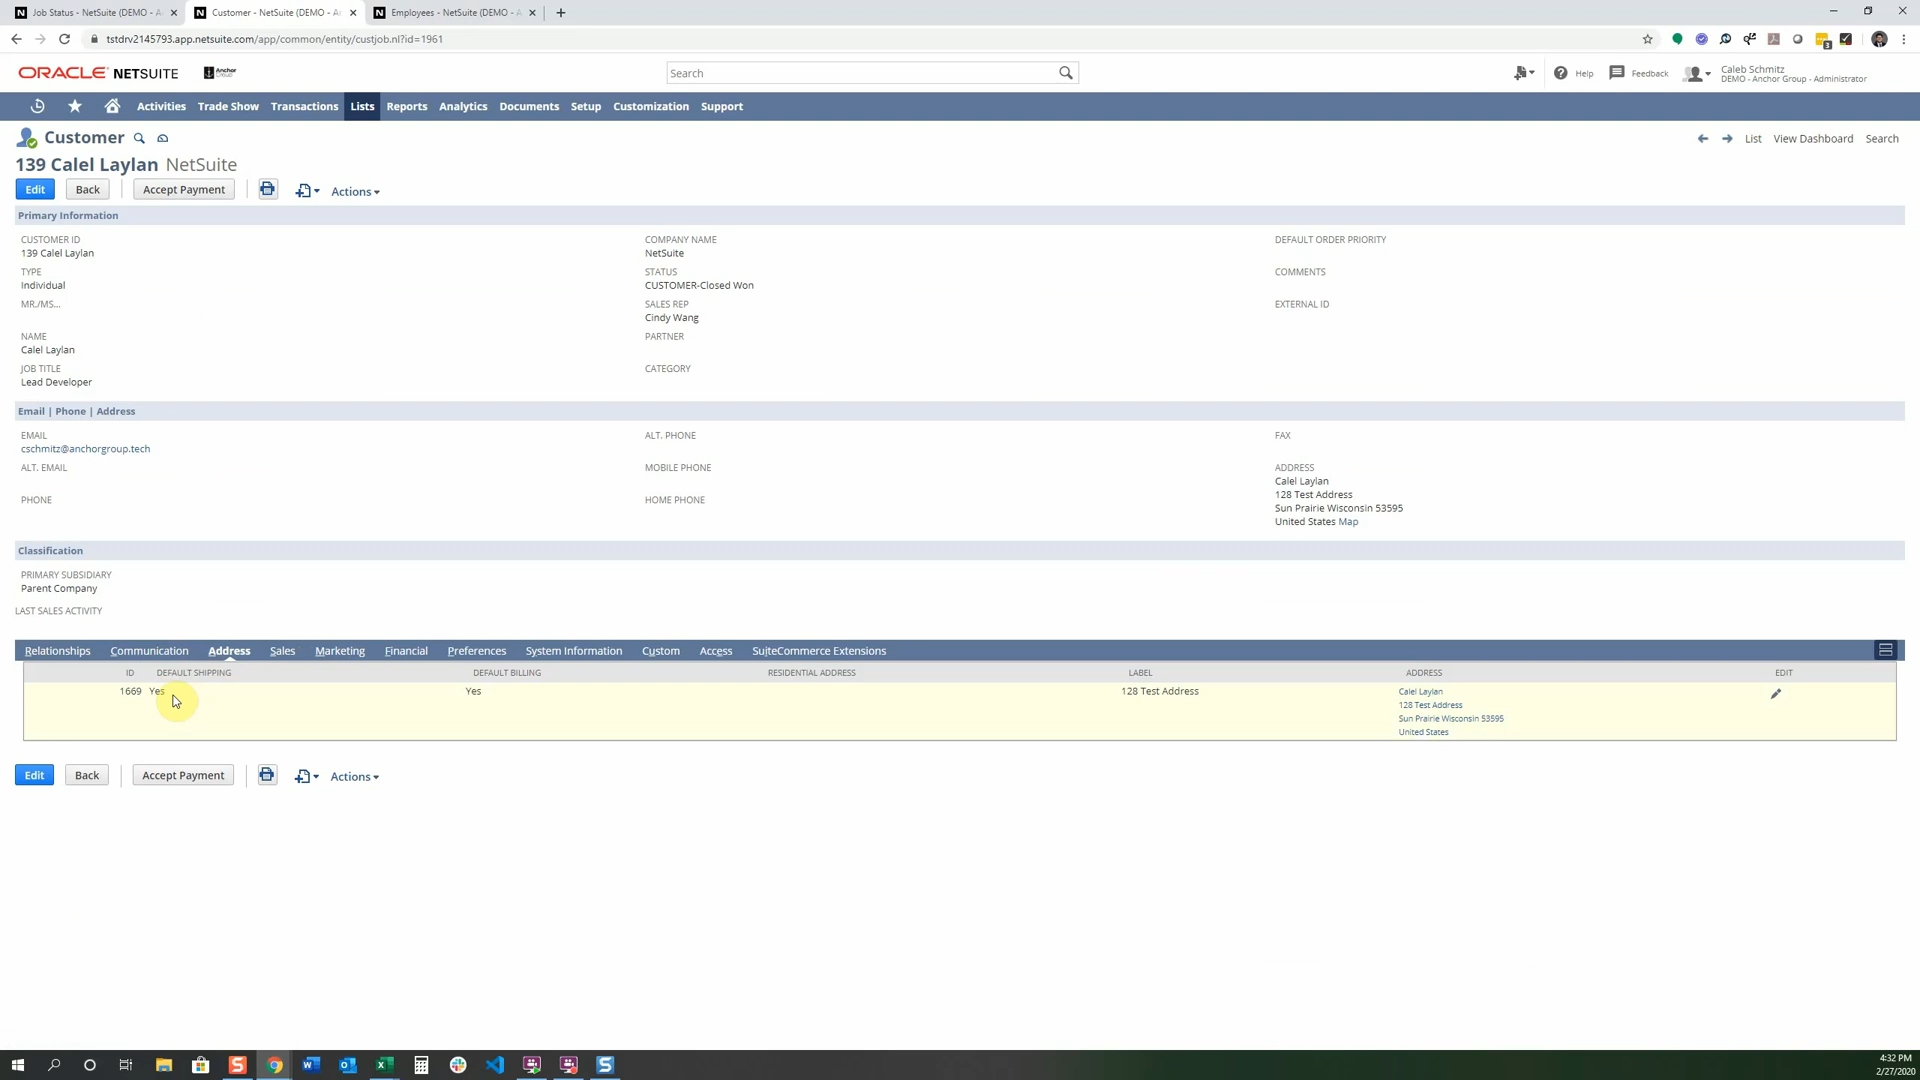 Job Status - NetSuite (DEMO - A
Customer - NetSuite (DEMO - A
Employees - NetSuite (DEMO - A
tstdrv2145793.app.netsuite.com/app/common/entity/custjob.nl?id=1961
3
ORACLE NETSUITE
Anchor
Search
Help
Feedback
Caleb Schmitz
DEMO - Anchor Group - Administrator
Activities Trade Show Transactions Lists Reports Analytics Documents Setup Customization Support
Customer
List View Dashboard Search
139 Calel Laylan NetSuite
Edit Back Accept Payment Actions
Primary Information
CUSTOMER ID
139 Calel Laylan
TYPE
Individual
MR./MS...
NAME
Calel Laylan
JOB TITLE
Lead Developer
COMPANY NAME
NetSuite
STATUS
CUSTOMER-Closed Won
SALES REP
Cindy Wang
PARTNER
CATEGORY
DEFAULT ORDER PRIORITY
COMMENTS
EXTERNAL ID
Email | Phone | Address
EMAIL
cschmitz@anchorgroup.tech
ALT. EMAIL
PHONE
ALT. PHONE
MOBILE PHONE
HOME PHONE
FAX
ADDRESS
Calel Laylan
128 Test Address
Sun Prairie Wisconsin 53595
United States Map
Classification
PRIMARY SUBSIDIARY
Parent Company
LAST SALES ACTIVITY
Relationships Communication Address Sales Marketing Financial Preferences System Information Custom Access SuiteCommerce Extensions
ID DEFAULT SHIPPING DEFAULT BILLING RESIDENTIAL ADDRESS LABEL ADDRESS EDIT
1669 Yes Yes 128 Test Address
Calel Laylan
128 Test Address
Sun Prairie Wisconsin 53595
United States
Edit Back Accept Payment Actions
4:32 PM
2/27/2020